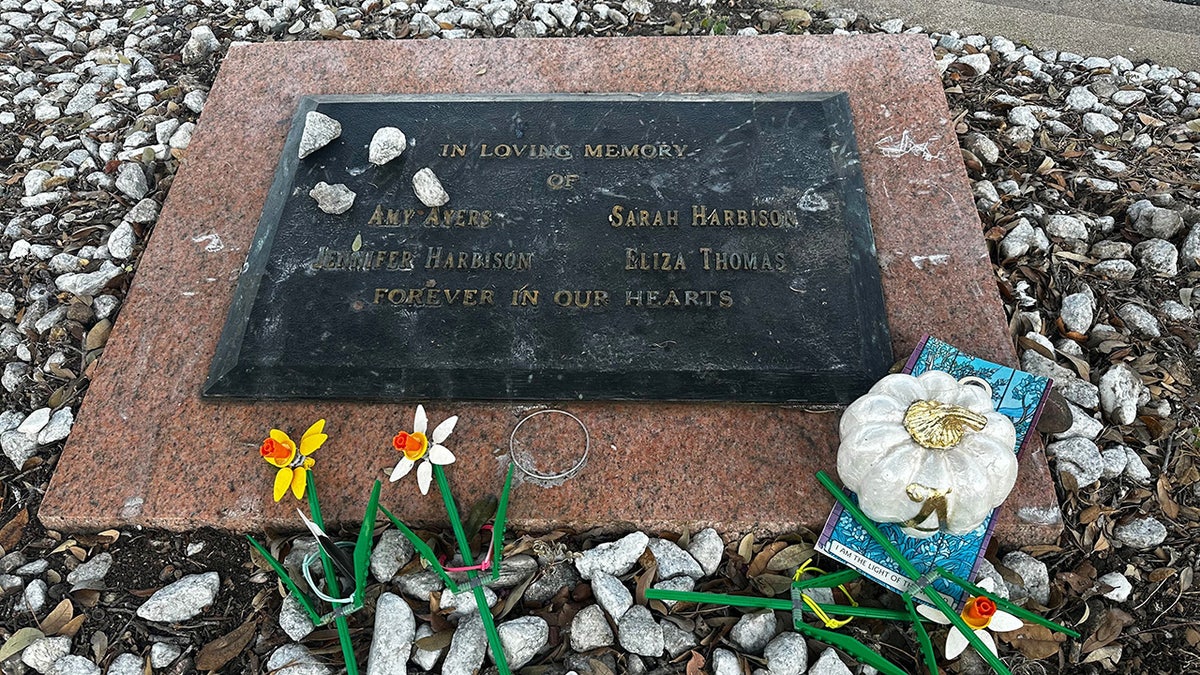 IN LOVING MEMORY
OF
AMY AYERS SARAH HARBISON
JENNIFER HARBISON ELIZA THOMAS
FOREVER IN OUR HEARTS
I AM THE LIGHT OF THE